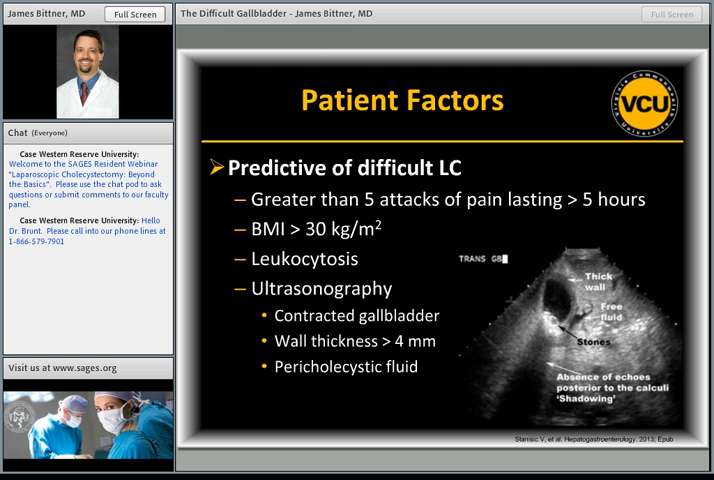 James Bittner, MD
Full Screen
Chat (Everyone)
Case Western Reserve University:
Welcome to the SAGES Resident Webinar
"Laparoscopic Cholecystectomy: Beyond
the Basics". Please use the chat pod to ask
questions or submit comments to our faculty
panel.
Case Western Reserve University: Hello
Dr. Brunt. Please call into our phone lines at
1-866-579-7901
Visit us at www.sages.org
The Difficult Gallbladder - James Bittner, MD
Full Screen
Patient Factors
Virginia Commonwealth University
VCU
➢Predictive of difficult LC
– Greater than 5 attacks of pain lasting > 5 hours
– BMI > 30 kg/m²
– Leukocytosis
– Ultrasonography
• Contracted gallbladder
• Wall thickness > 4 mm
• Pericholecystic fluid
TRANS GB
Thick
wall
Free
fluid
Stones
Absence of echoes
posterior to the calculi
'Shadowing'
Stanisic V, et al. Hepatogastroenterology. 2013; Epub